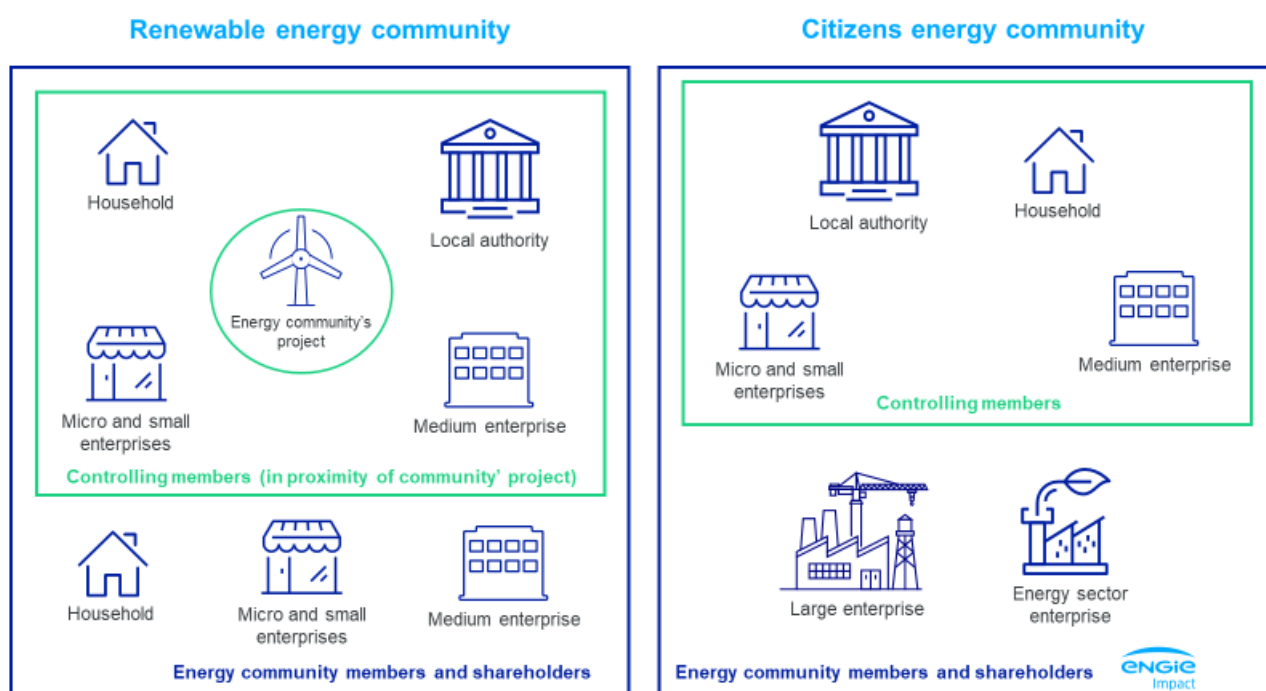 Renewable energy community
Household
Local authority
Energy community's
project
Micro and small
enterprises
Medium enterprise
Controlling members (in proximity of community' project)
Household
Micro and small
enterprises
Medium enterprise
Energy community members and shareholders
Citizens energy community
Local authority
Household
Micro and small
enterprises
Medium enterprise
Controlling members
Large enterprise
Energy sector
enterprise
Energy community members and shareholders
ENGIE
Impact